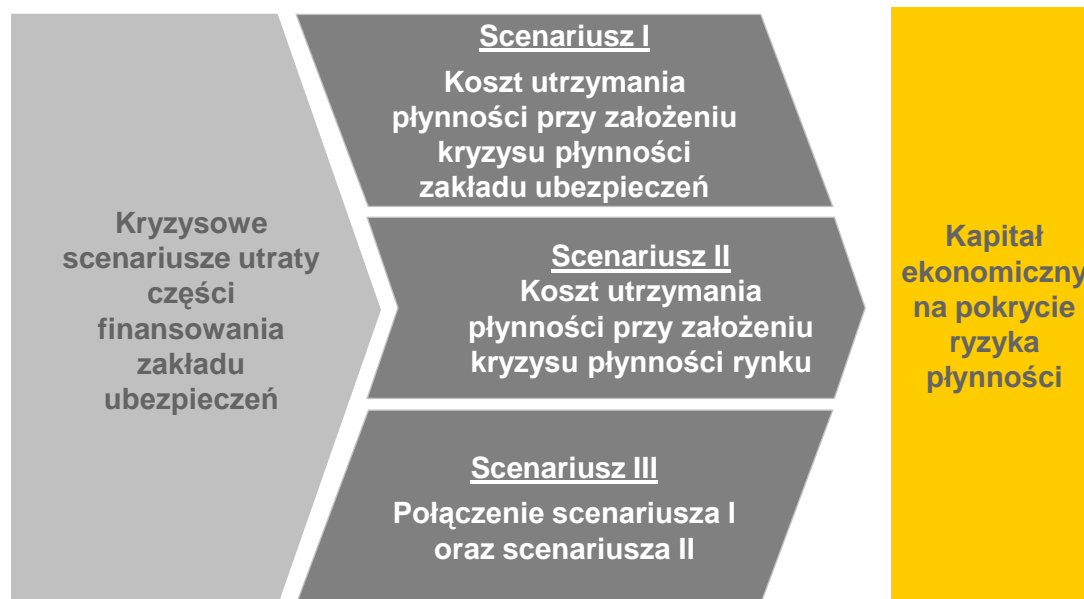 Kryzysowe
scenariusze utraty
części
finansowania
zakładu
ubezpieczeń
Scenariusz I
Koszt utrzymania
płynności przy założeniu
kryzysu płynności
zakładu ubezpieczeń
Scenariusz II
Koszt utrzymania
płynności przy założeniu
kryzysu płynności rynku
Scenariusz III
Połączenie scenariusza I
oraz scenariusza II
Kapitał
ekonomiczny
na pokrycie
ryzyka
płynności